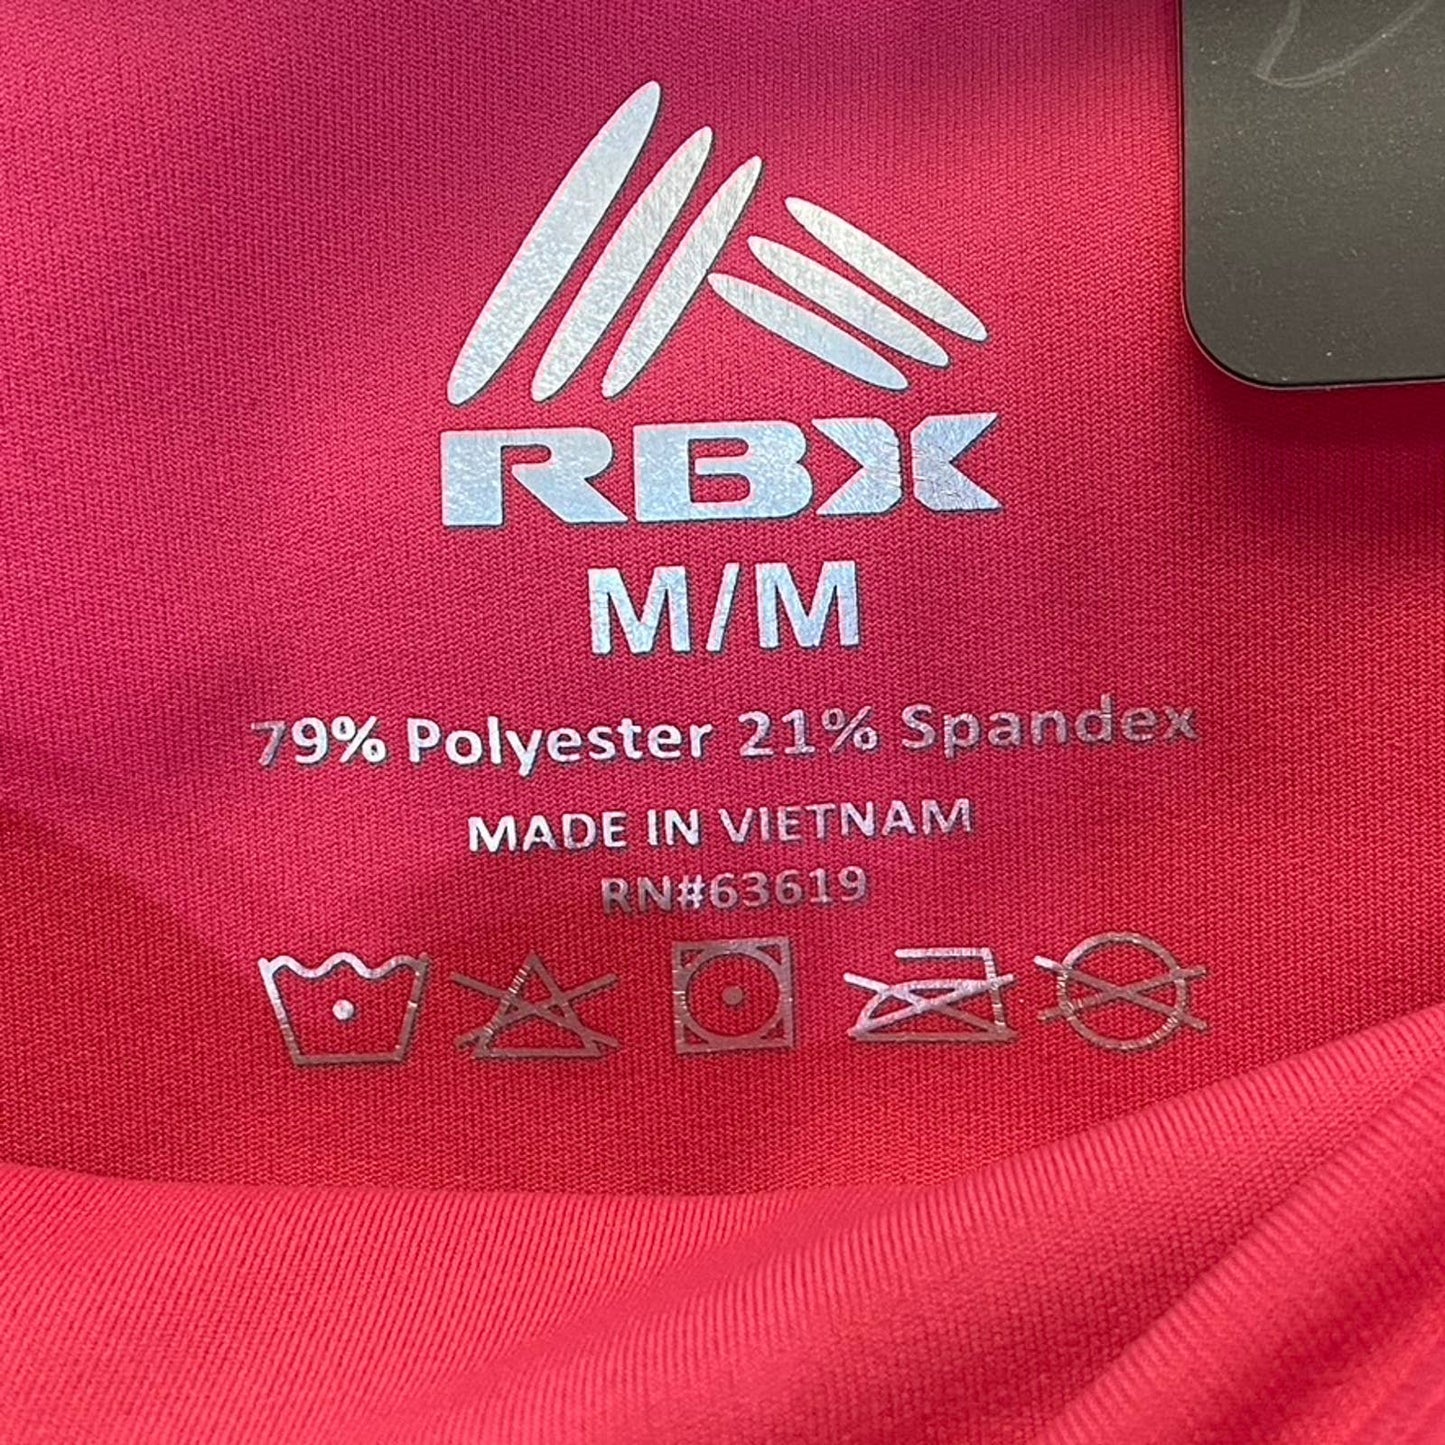 RBX
M/M
79% Polyester 21% Spandex
MADE IN VIETNAM
RN#63619